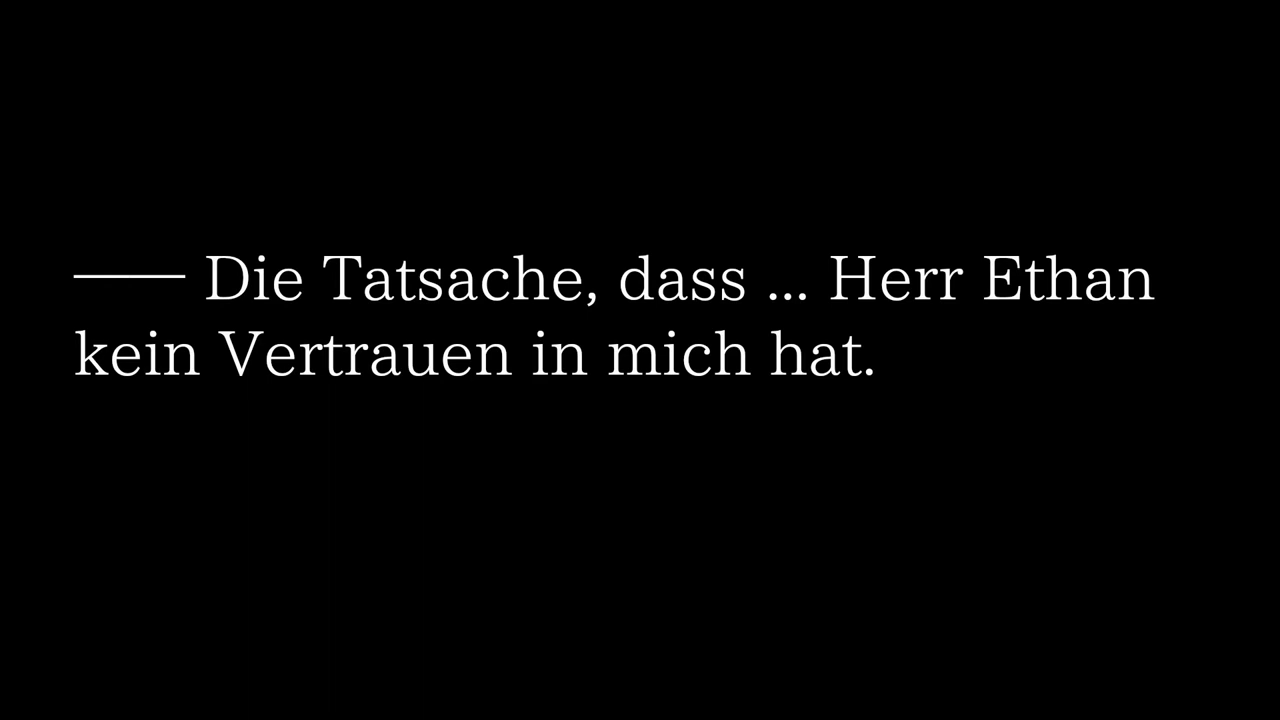 —— Die Tatsache, dass ... Herr Ethan
kein Vertrauen in mich hat.